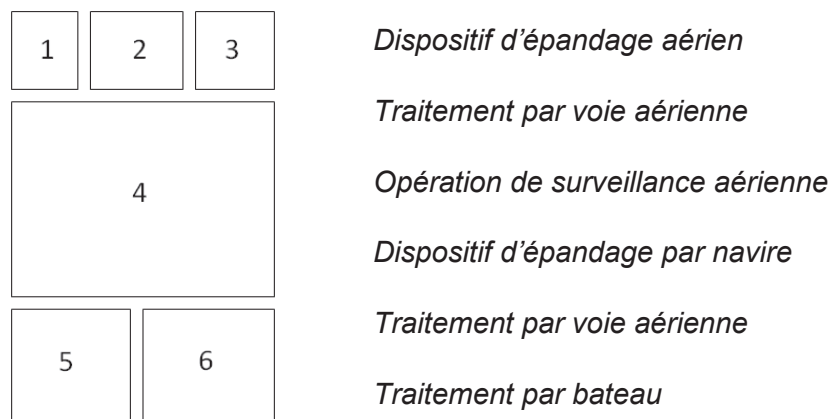 1 2 3
4
5 6
Dispositif d’épandage aérien
Traitement par voie aérienne
Opération de surveillance aérienne
Dispositif d’épandage par navire
Traitement par voie aérienne
Traitement par bateau